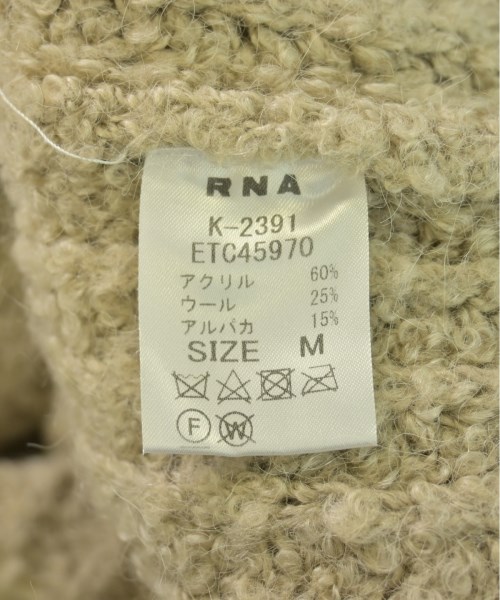 RNA
K-2391
ETC45970
アクリル 60%
ウール 25%
アルパカ 15%
SIZE M
F
W